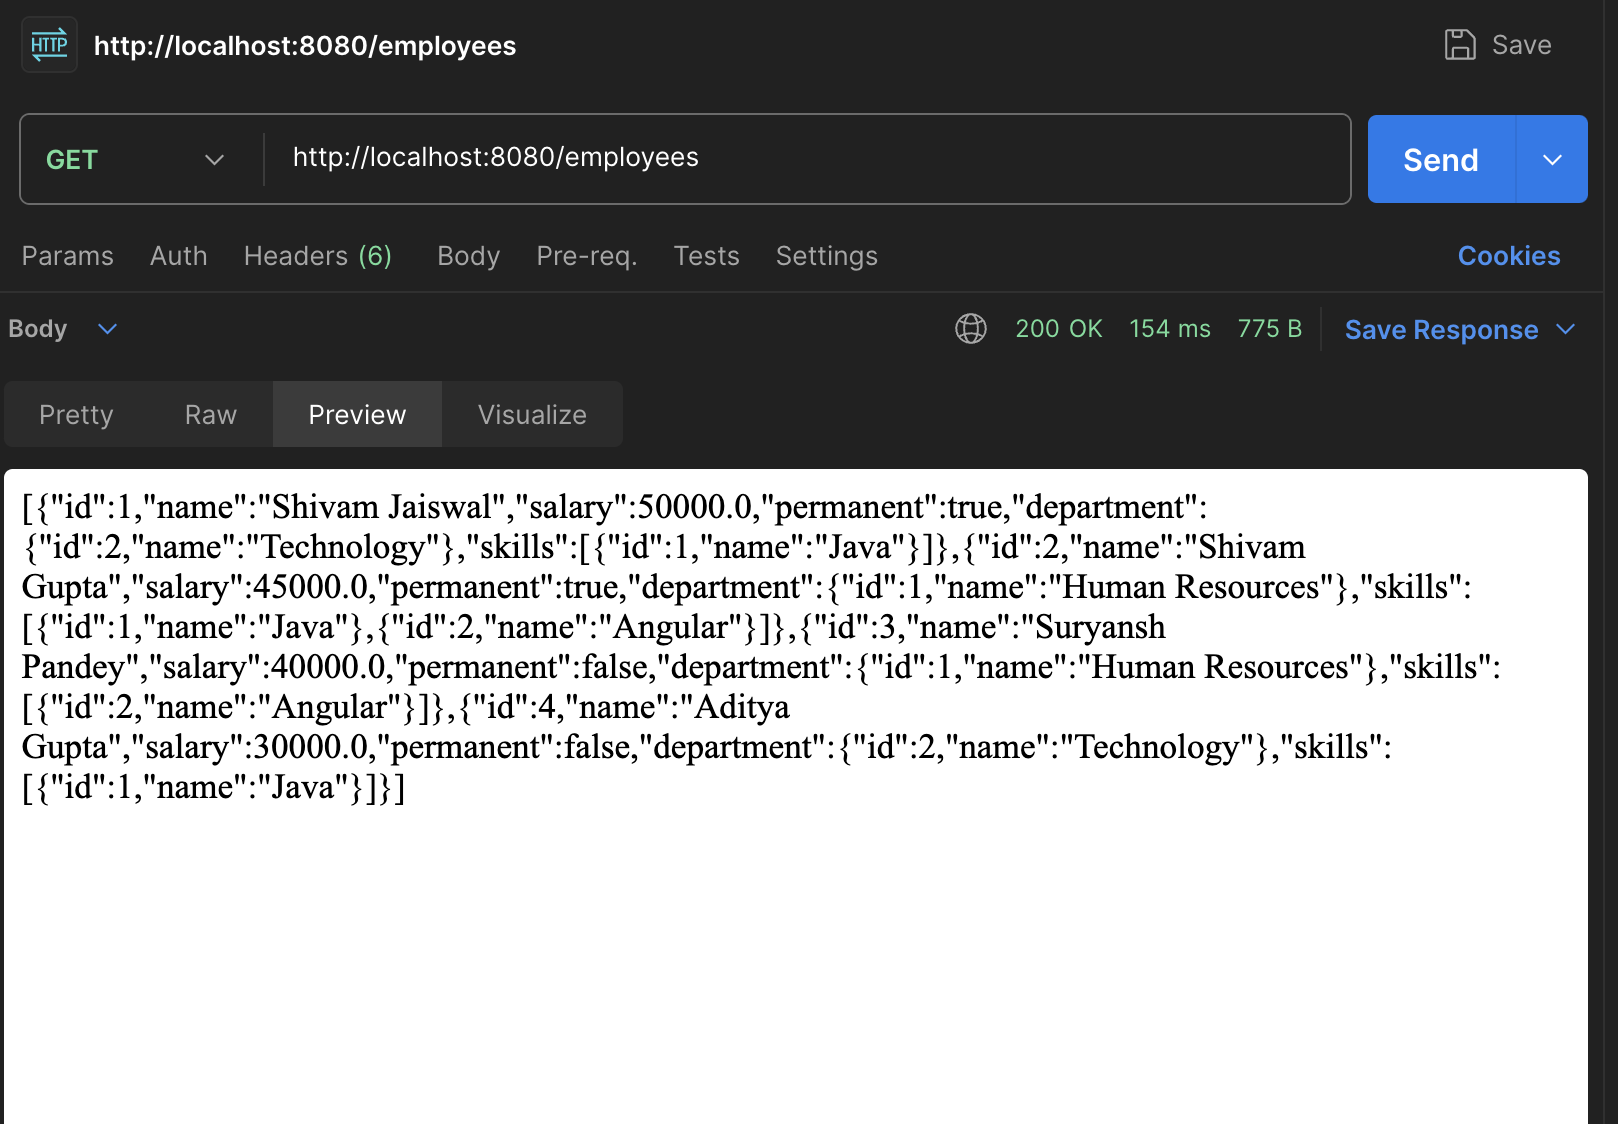 HTTP http://localhost:8080/employees Save
GET http://localhost:8080/employees Send
Params Auth Headers (6) Body Pre-req. Tests Settings Cookies
Body 200 OK 154 ms 775 B Save Response
Pretty Raw Preview Visualize
[{"id":1,"name":"Shivam Jaiswal","salary":50000.0,"permanent":true,"department":
{"id":2,"name":"Technology"},"skills":[{"id":1,"name":"Java"}]},{"id":2,"name":"Shivam
Gupta","salary":45000.0,"permanent":true,"department":{"id":1,"name":"Human Resources"},"skills":
[{"id":1,"name":"Java"},{"id":2,"name":"Angular"}]},{"id":3,"name":"Suryansh
Pandey","salary":40000.0,"permanent":false,"department":{"id":1,"name":"Human Resources"},"skills":
[{"id":2,"name":"Angular"}]},{"id":4,"name":"Aditya
Gupta","salary":30000.0,"permanent":false,"department":{"id":2,"name":"Technology"},"skills":
[{"id":1,"name":"Java"}]}]